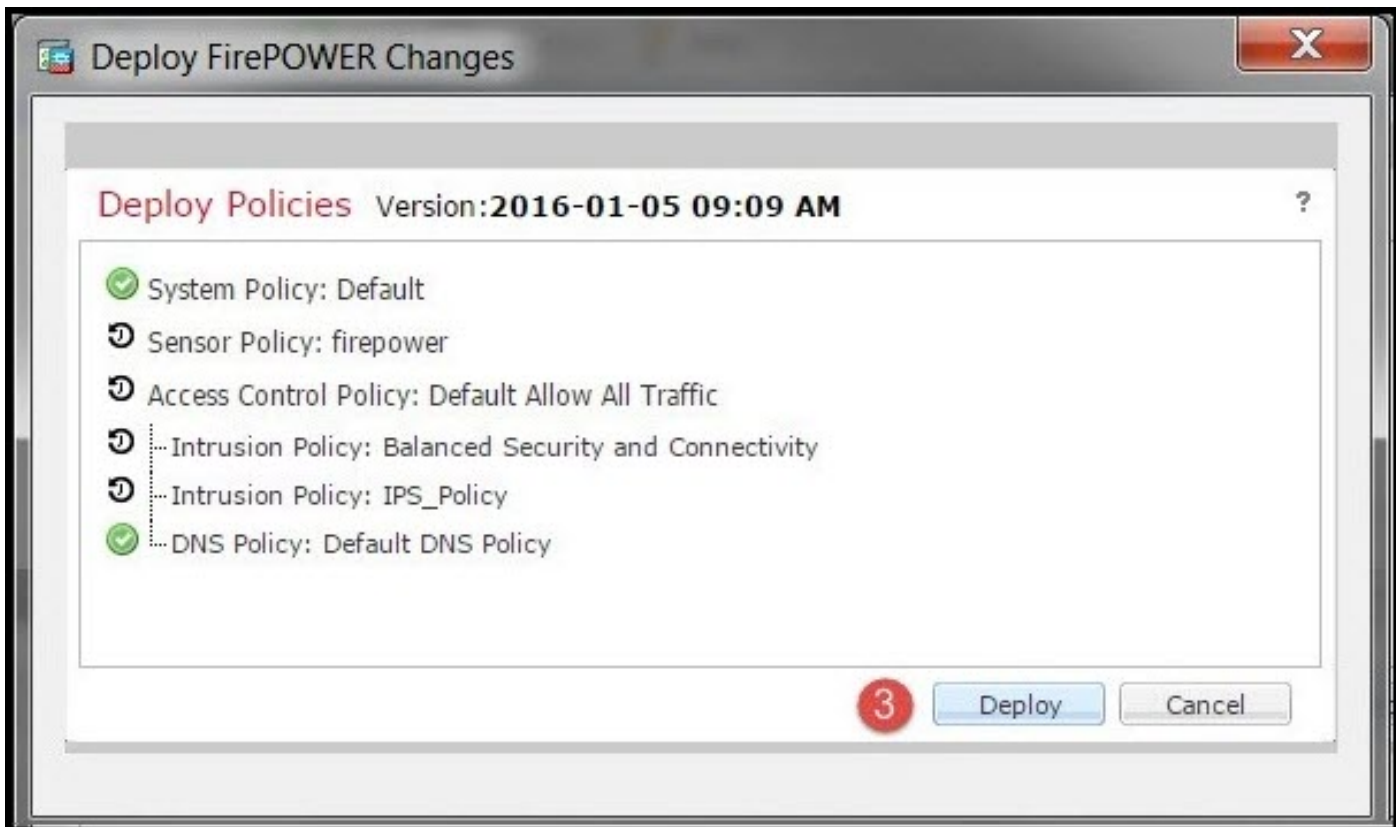 Deploy FirePOWER Changes
X
Deploy Policies Version:2016-01-05 09:09 AM ?
System Policy: Default
Sensor Policy: firepower
Access Control Policy: Default Allow All Traffic
Intrusion Policy: Balanced Security and Connectivity
Intrusion Policy: IPS_Policy
DNS Policy: Default DNS Policy
3 Deploy Cancel